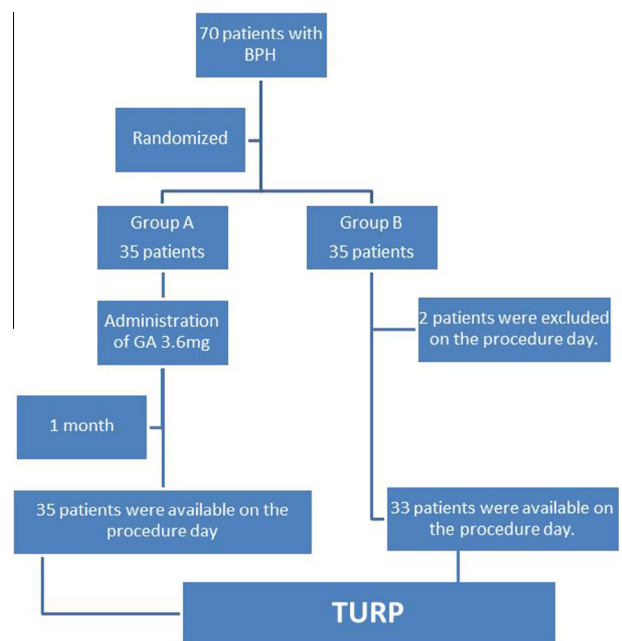 70 patients with
BPH
Randomized
Group A
35 patients
Group B
35 patients
Administration
of GA 3.6mg
2 patients were excluded
on the procedure day.
1 month
35 patients were available on the
procedure day
33 patients were available on
the procedure day.
TURP